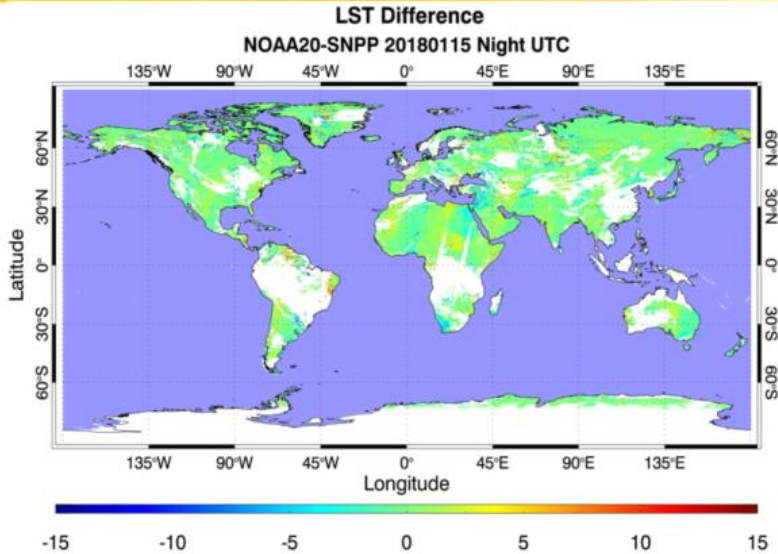 LST Difference
NOAA20-SNPP 20180115 Night UTC
135°W 90°W 45°W 0° 45°E 90°E 135°E
60°N 60°N
30°N 30°N
0° 0°
30°S 30°S
60°S 60°S
Latitude
135°W 90°W 45°W 0° 45°E 90°E 135°E
Longitude
-15 -10 -5 0 5 10 15